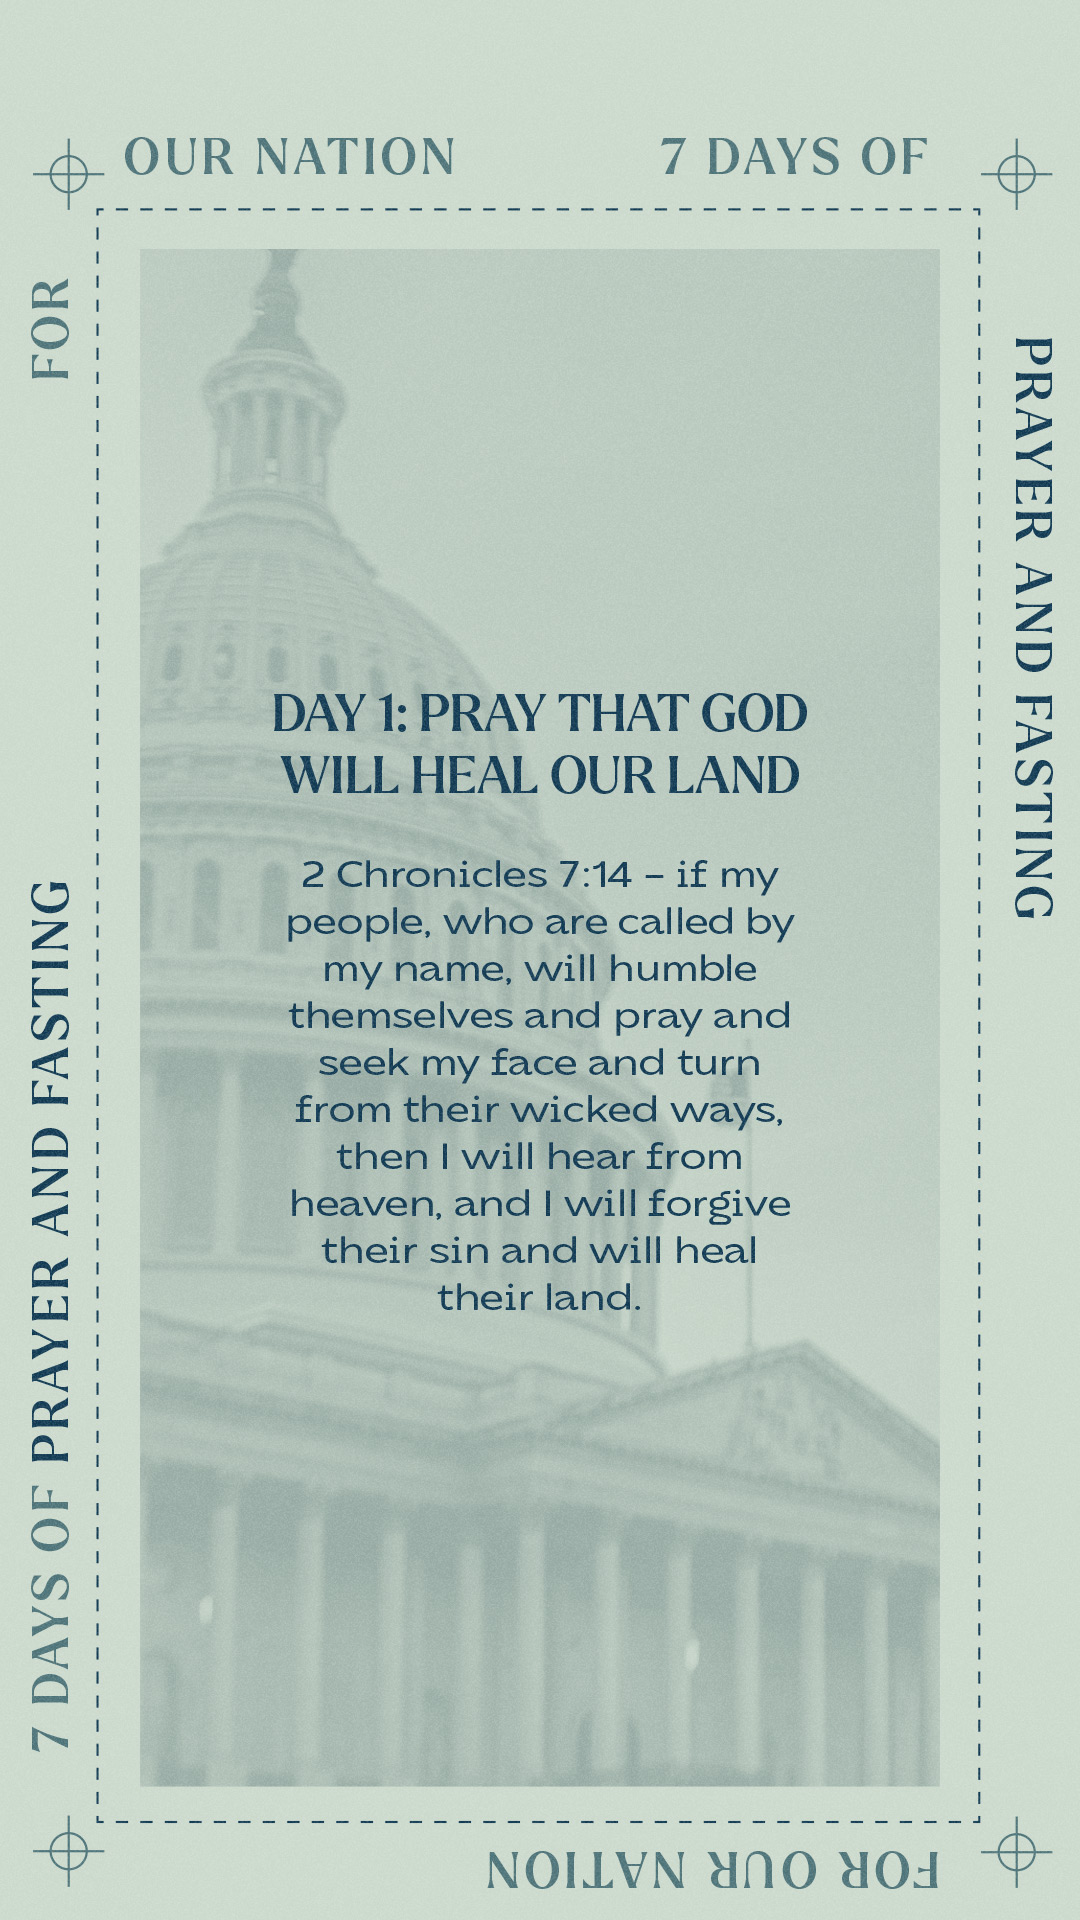 OUR NATION
7 DAYS OF
PRAYER AND FASTING
FOR OUR NATION
7 DAYS OF PRAYER AND FASTING
FOR
DAY 1: PRAY THAT GOD
WILL HEAL OUR LAND
2 Chronicles 7:14 – if my
people, who are called by
my name, will humble
themselves and pray and
seek my face and turn
from their wicked ways,
then I will hear from
heaven, and I will forgive
their sin and will heal
their land.